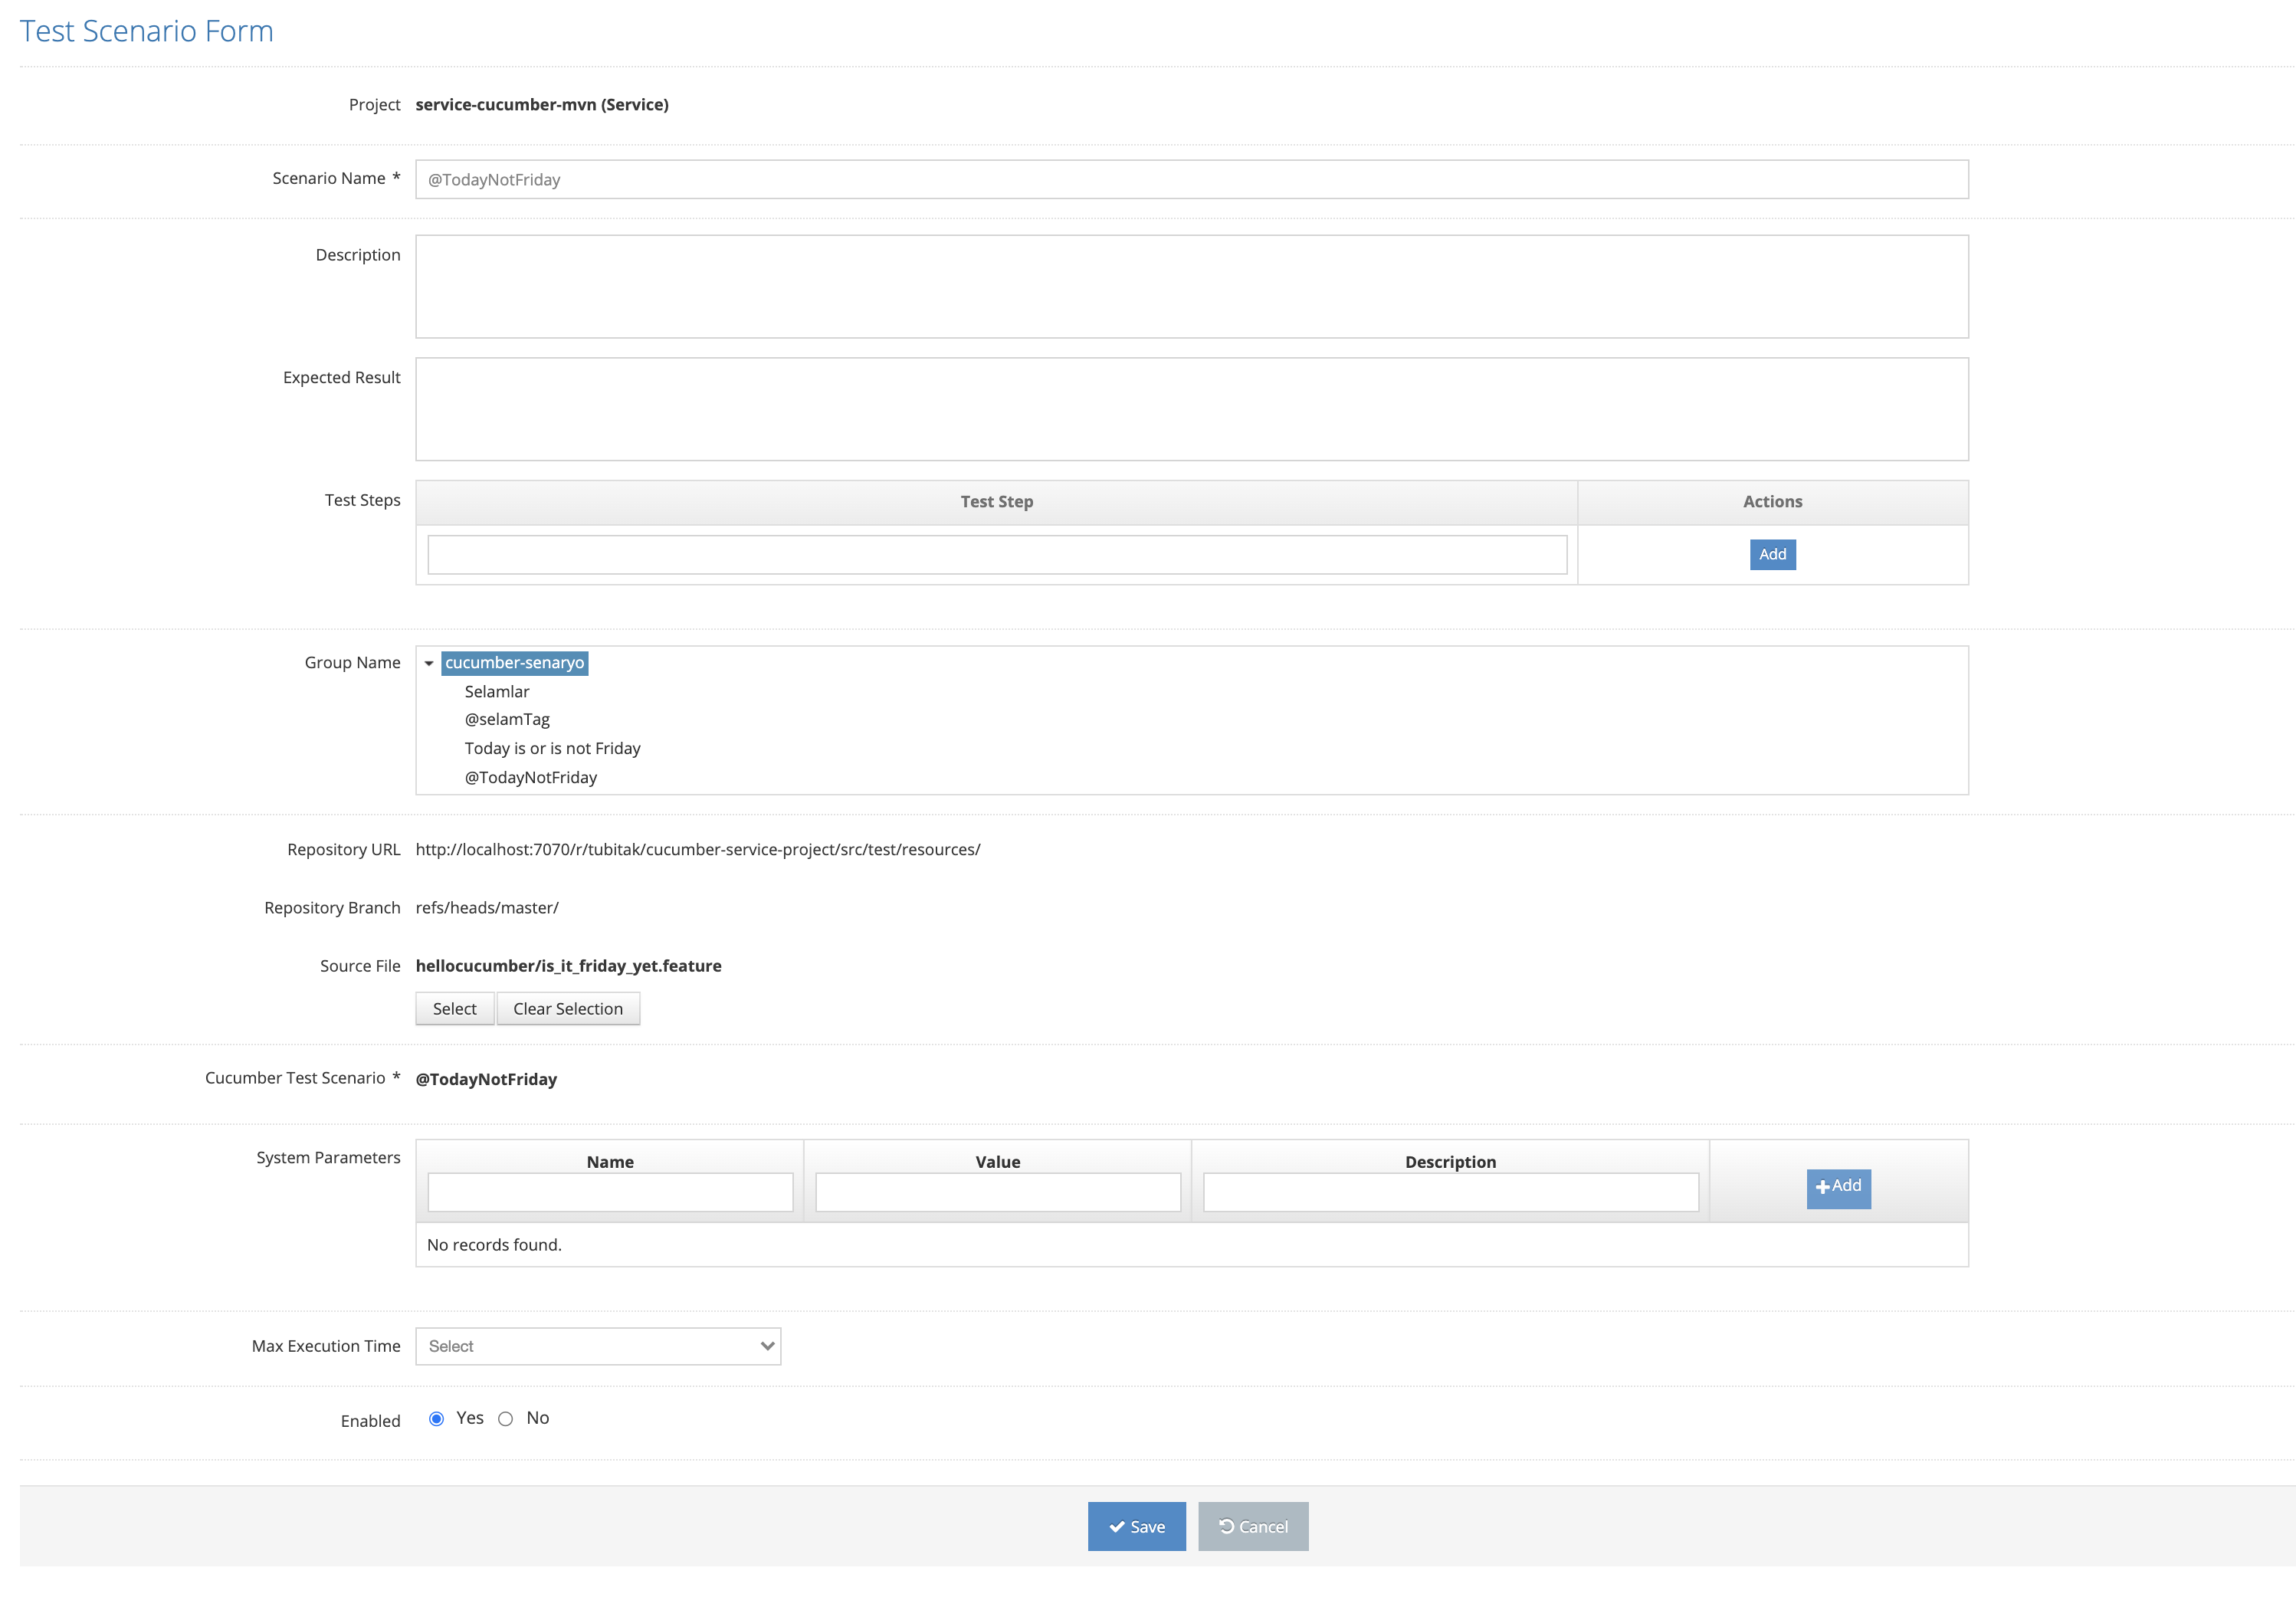 Test Scenario Form
Project service-cucumber-mvn (Service)
Scenario Name * @TodayNotFriday
Description
Expected Result
Test Steps Test Step Actions
Add
Group Name cucumber-senaryo
Selamlar
@selamTag
Today is or is not Friday
@TodayNotFriday
Repository URL http://localhost:7070/r/tubitak/cucumber-service-project/src/test/resources/
Repository Branch refs/heads/master/
Source File hellocucumber/is_it_friday_yet.feature
Select Clear Selection
Cucumber Test Scenario * @TodayNotFriday
System Parameters Name Value Description
Add
No records found.
Max Execution Time Select
Enabled Yes No
Save Cancel